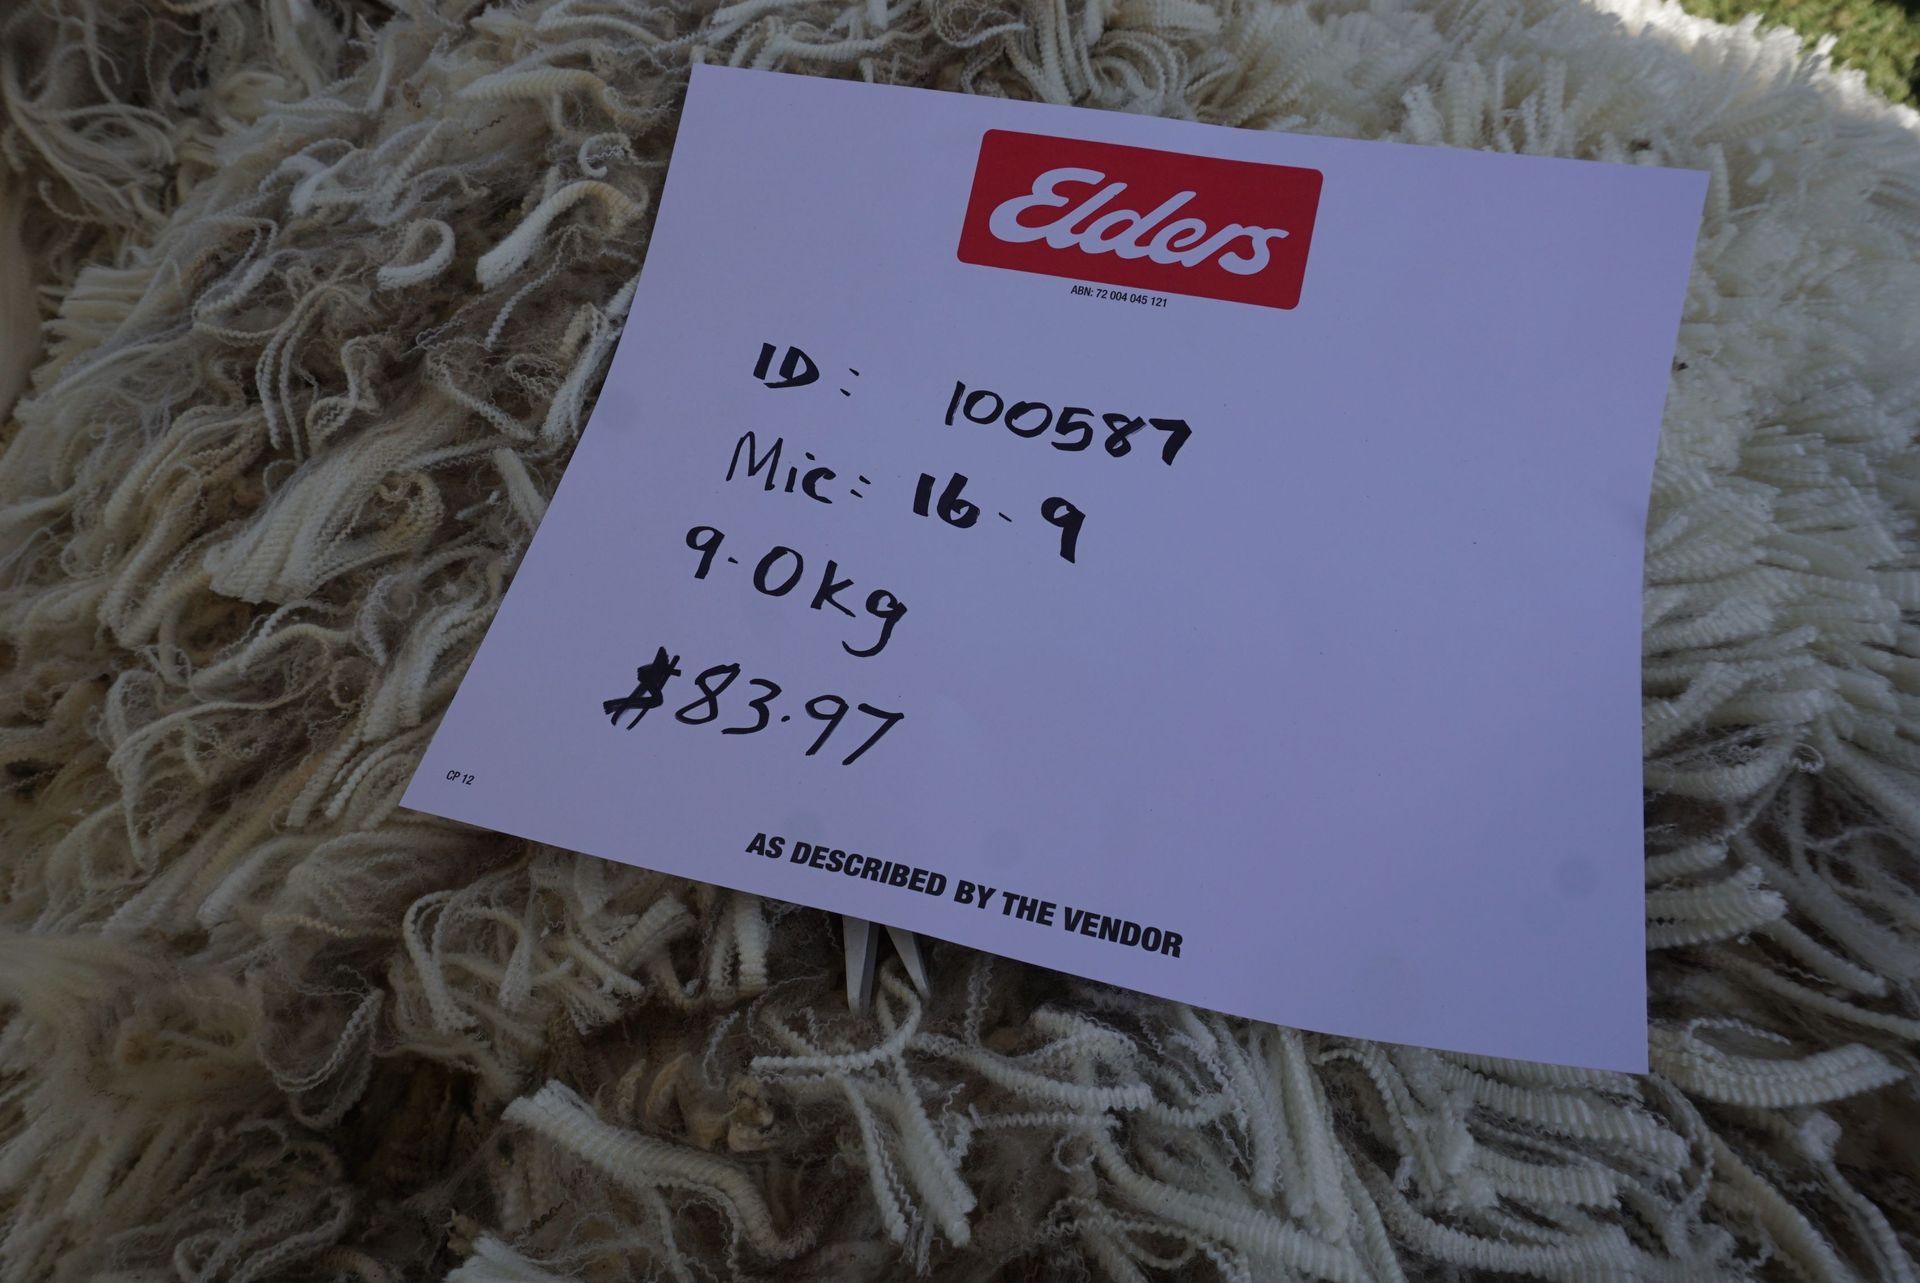 Elders
ABN: 72 004 045 121
ID: 100587
Mic: 16.9
9.0kg
$83.97
CP 12
AS DESCRIBED BY THE VENDOR